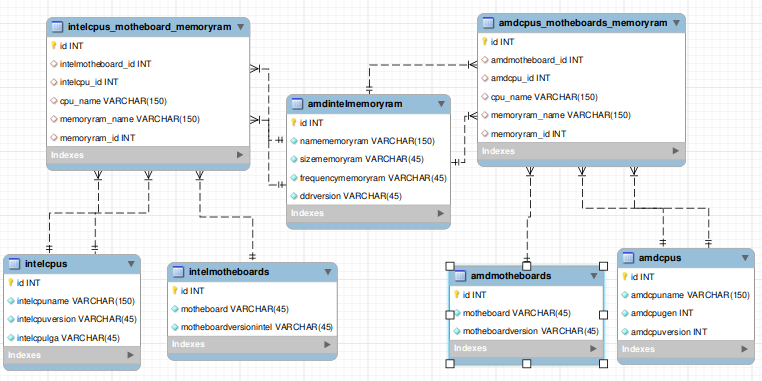 intelcpus_motheboard_memoryram
id INT
intelmotheboard_id INT
intelcpu_id INT
cpu_name VARCHAR(150)
memoryram_name VARCHAR(150)
memoryram_id INT
Indexes
amdcpus_motheboards_memoryram
id INT
amdmotheboard_id INT
amdcpu_id INT
cpu_name VARCHAR(150)
memoryram_name VARCHAR(150)
memoryram_id INT
Indexes
amdintelmemoryram
id INT
namememoryram VARCHAR(150)
sizememoryram VARCHAR(45)
frequencymemoryram VARCHAR(45)
ddrversion VARCHAR(45)
Indexes
intelcpus
id INT
intelcpuname VARCHAR(150)
intelcpuversion VARCHAR(45)
intelcpulga VARCHAR(45)
Indexes
intelmotheboards
id INT
motheboard VARCHAR(45)
motheboardversionintel VARCHAR(45)
Indexes
amdmotheboards
id INT
motheboard VARCHAR(45)
motheboardversion VARCHAR(45)
Indexes
amdcpus
id INT
amdcpuname VARCHAR(150)
amdcpugen INT
amdcpuversion INT
Indexes